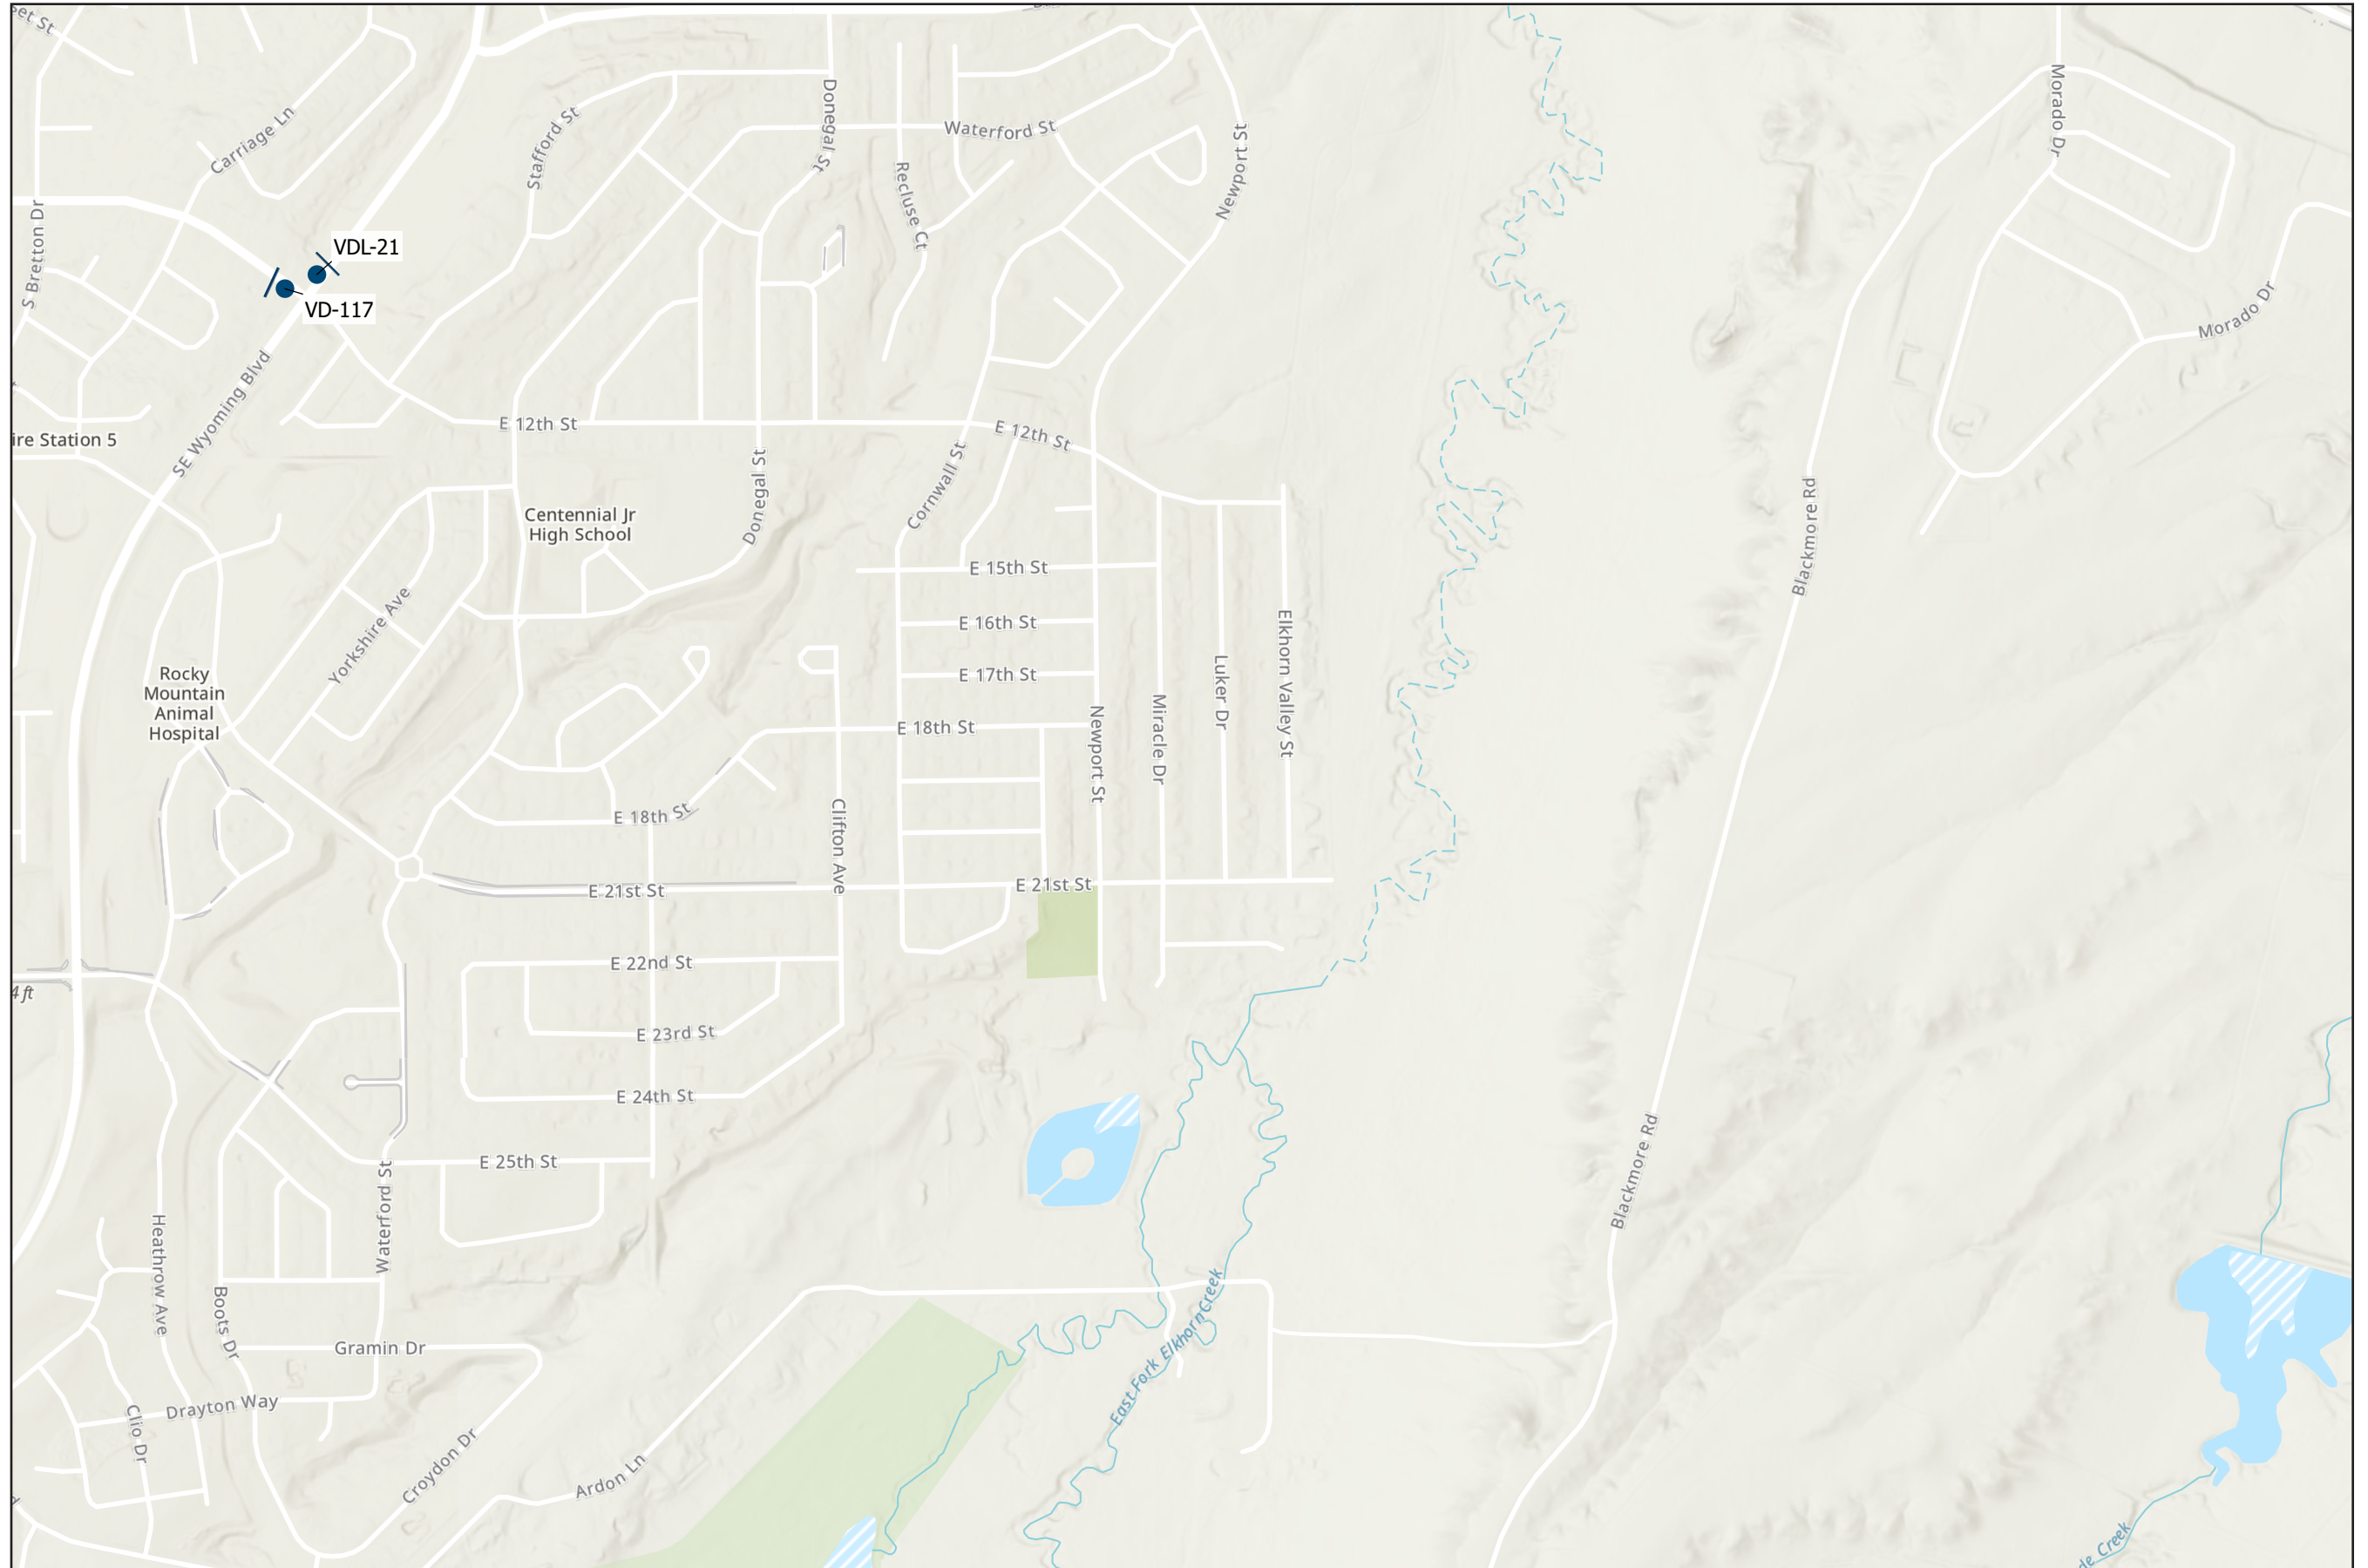 Carriage Ln
Stafford St
Donegal St
Waterford St
Recluse Ct
Newport St
Morado Dr
S Bretton Dr
VDL-21
VD-117
Morado Dr
SE Wyoming Blvd
ire Station 5
E 12th St
E 12th St
Cornwall St
Donegal St
Centennial Jr
High School
Blackmore Rd
E 15th St
Yorkshire Ave
E 16th St
Elkhorn Valley St
Rocky
Mountain
Animal
Hospital
E 17th St
Luker Dr
Miracle Dr
E 18th St
Newport St
E 18th St
Clifton Ave
E 21st St
E 21st St
E 22nd St
4 ft
E 23rd St
E 24th St
E 25th St
Waterford St
Blackmore Rd
Heathrow Ave
Boots Dr
Gramin Dr
East Fork Elkhorn Creek
Drayton Way
Clio Dr
Croydon Dr
Ardon Ln
de Creek